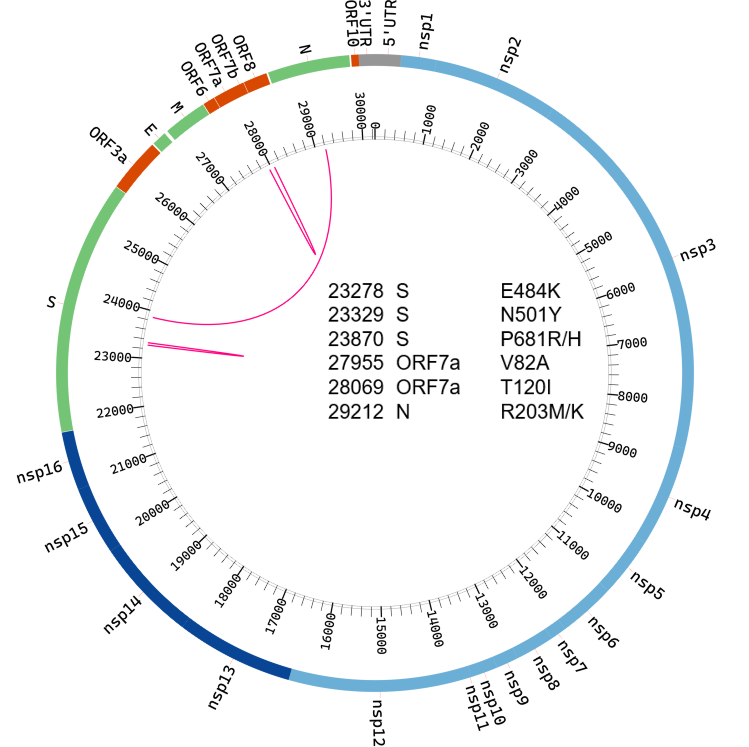 ORF10
3'UTR
5'UTR
nsp1
nsp2
nsp3
nsp4
nsp5
nsp6
nsp7
nsp8
nsp9
nsp10
nsp11
nsp12
nsp13
nsp14
nsp15
nsp16
S
ORF3a
E
M
ORF6
ORF7a
ORF7b
ORF8
N
0
1000
2000
3000
4000
5000
6000
7000
8000
9000
10000
11000
12000
13000
14000
15000
16000
17000
18000
19000
20000
21000
22000
23000
24000
25000
26000
27000
28000
29000
30000
23278 S E484K
23329 S N501Y
23870 S P681R/H
27955 ORF7a V82A
28069 ORF7a T120I
29212 N R203M/K